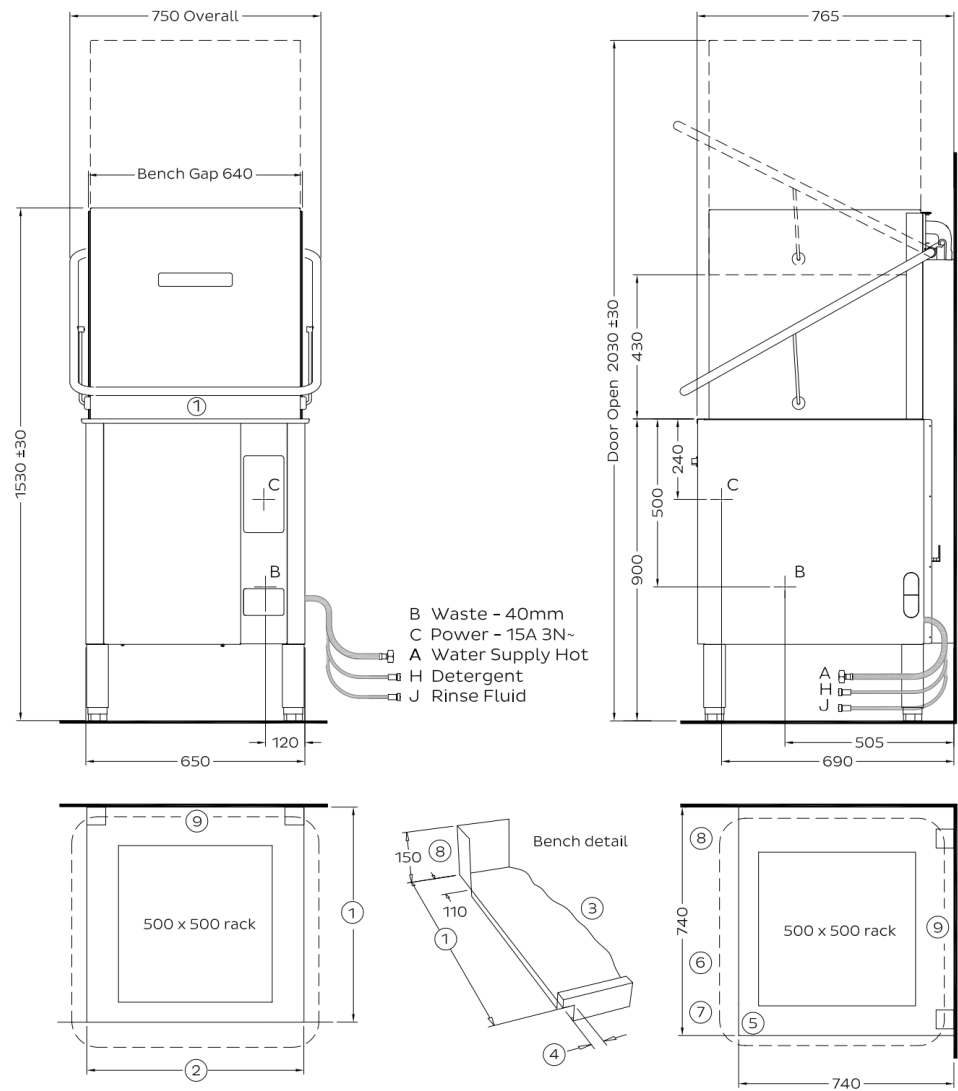 750 Overall
765
Bench Gap 640
1530 ±30
Door Open 2030 ±30
430
1
C
B
240
500
900
C
B
B Waste - 40mm
C Power - 15A 3N~
A Water Supply Hot
H Detergent
J Rinse Fluid
A
H
J
120
650
505
690
9
500 x 500 rack
1
2
Bench detail
150
8
110
1
3
4
8
740
6
7
5
500 x 500 rack
9
740